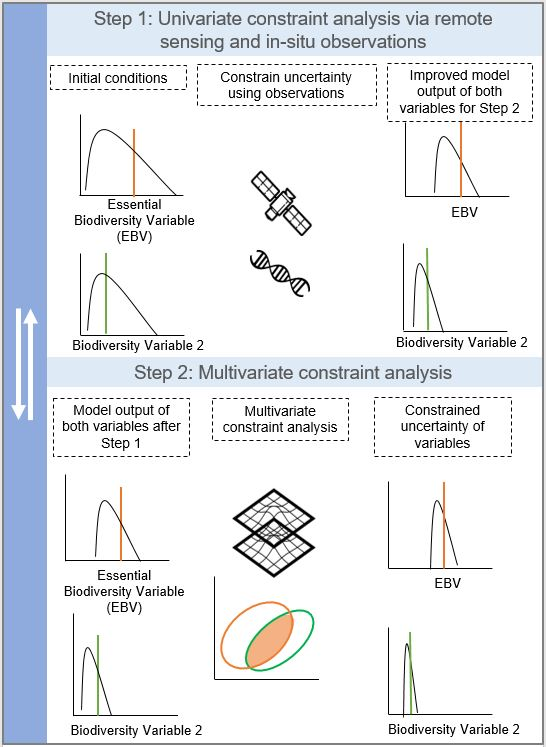 Step 1: Univariate constraint analysis via remote
sensing and in-situ observations
Initial conditions
Constrain uncertainty
using observations
Improved model
output of both
variables for Step 2
Essential
Biodiversity Variable
(EBV)
EBV
Biodiversity Variable 2
Biodiversity Variable 2
Step 2: Multivariate constraint analysis
Model output of
both variables after
Step 1
Multivariate
constraint analysis
Constrained
uncertainty of
variables
Essential
Biodiversity Variable
(EBV)
EBV
Biodiversity Variable 2
Biodiversity Variable 2